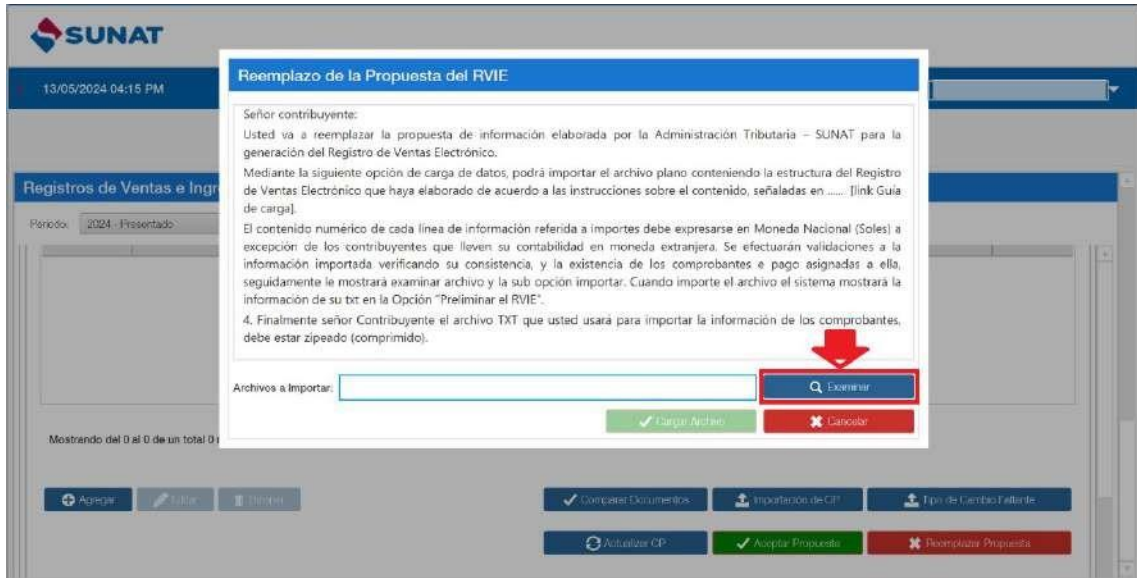 SUNAT
13/05/2024 04:15 PM
Reemplazo de la Propuesta del RVIE
Señor contribuyente:
Usted va a reemplazar la propuesta de información elaborada por la Administración Tributaria – SUNAT para la
generación del Registro de Ventas Electrónico.
Mediante la siguiente opción de carga de datos, podrá importar el archivo plano conteniendo la estructura del Registro
de Ventas Electrónico que haya elaborado de acuerdo a las instrucciones sobre el contenido, señaladas en ...... [link Guía
de carga].
El contenido numérico de cada línea de información referida a importes debe expresarse en Moneda Nacional (Soles) a
excepción de los contribuyentes que lleven su contabilidad en moneda extranjera. Se efectuarán validaciones a la
información importada verificando su consistencia, y la existencia de los comprobantes e pago asignadas a ella,
seguidamente le mostrará examinar archivo y la sub opción importar. Cuando importe el archivo el sistema mostrará la
información de su txt en la Opción "Preliminar el RVIE".
4. Finalmente señor Contribuyente el archivo TXT que usted usará para importar la información de los comprobantes,
debe estar zipeado (comprimido).
Archivos a Importar:
Examinar
Cargar Archivo
Cancelar
Registros de Ventas e Ingr
Periodo: 2024 - Presentado
Mostrando del 0 al 0 de un total 0
Agregar
Editar
Eliminar
Comparar Documentos
Importación de CP
Tipo de Cambio Faltante
Actualizar CP
Aceptar Propuesta
Reemplazar Propuesta